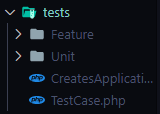 tests
Feature
Unit
php CreatesApplicati...
php TestCase.php